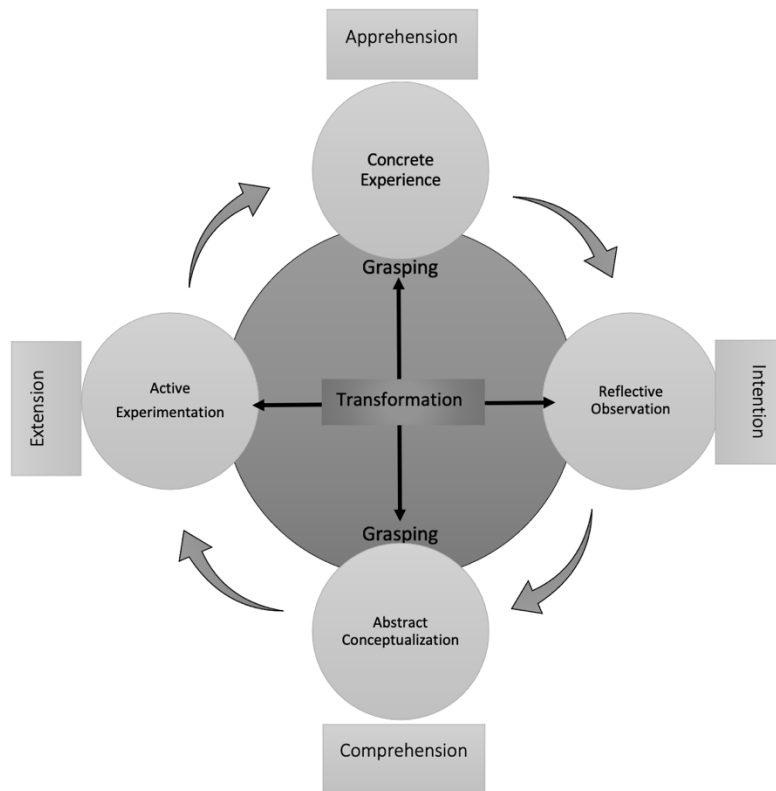 Apprehension
Concrete
Experience
Grasping
Extension
Active
Experimentation
Transformation
Reflective
Observation
Intention
Grasping
Abstract
Conceptualization
Comprehension